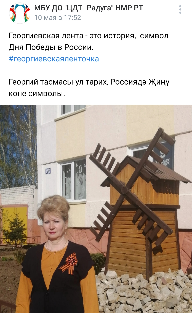 МБУ ДО "ЦДТ "Радуга" НМР РТ
10 мая в 17:52
Георгиевская лента - это история, символ
Дня Победы в России.
#георгиевскаяленточка
Георгий тасмасы ул тарих, Россиядә Җиңү
көне символы .